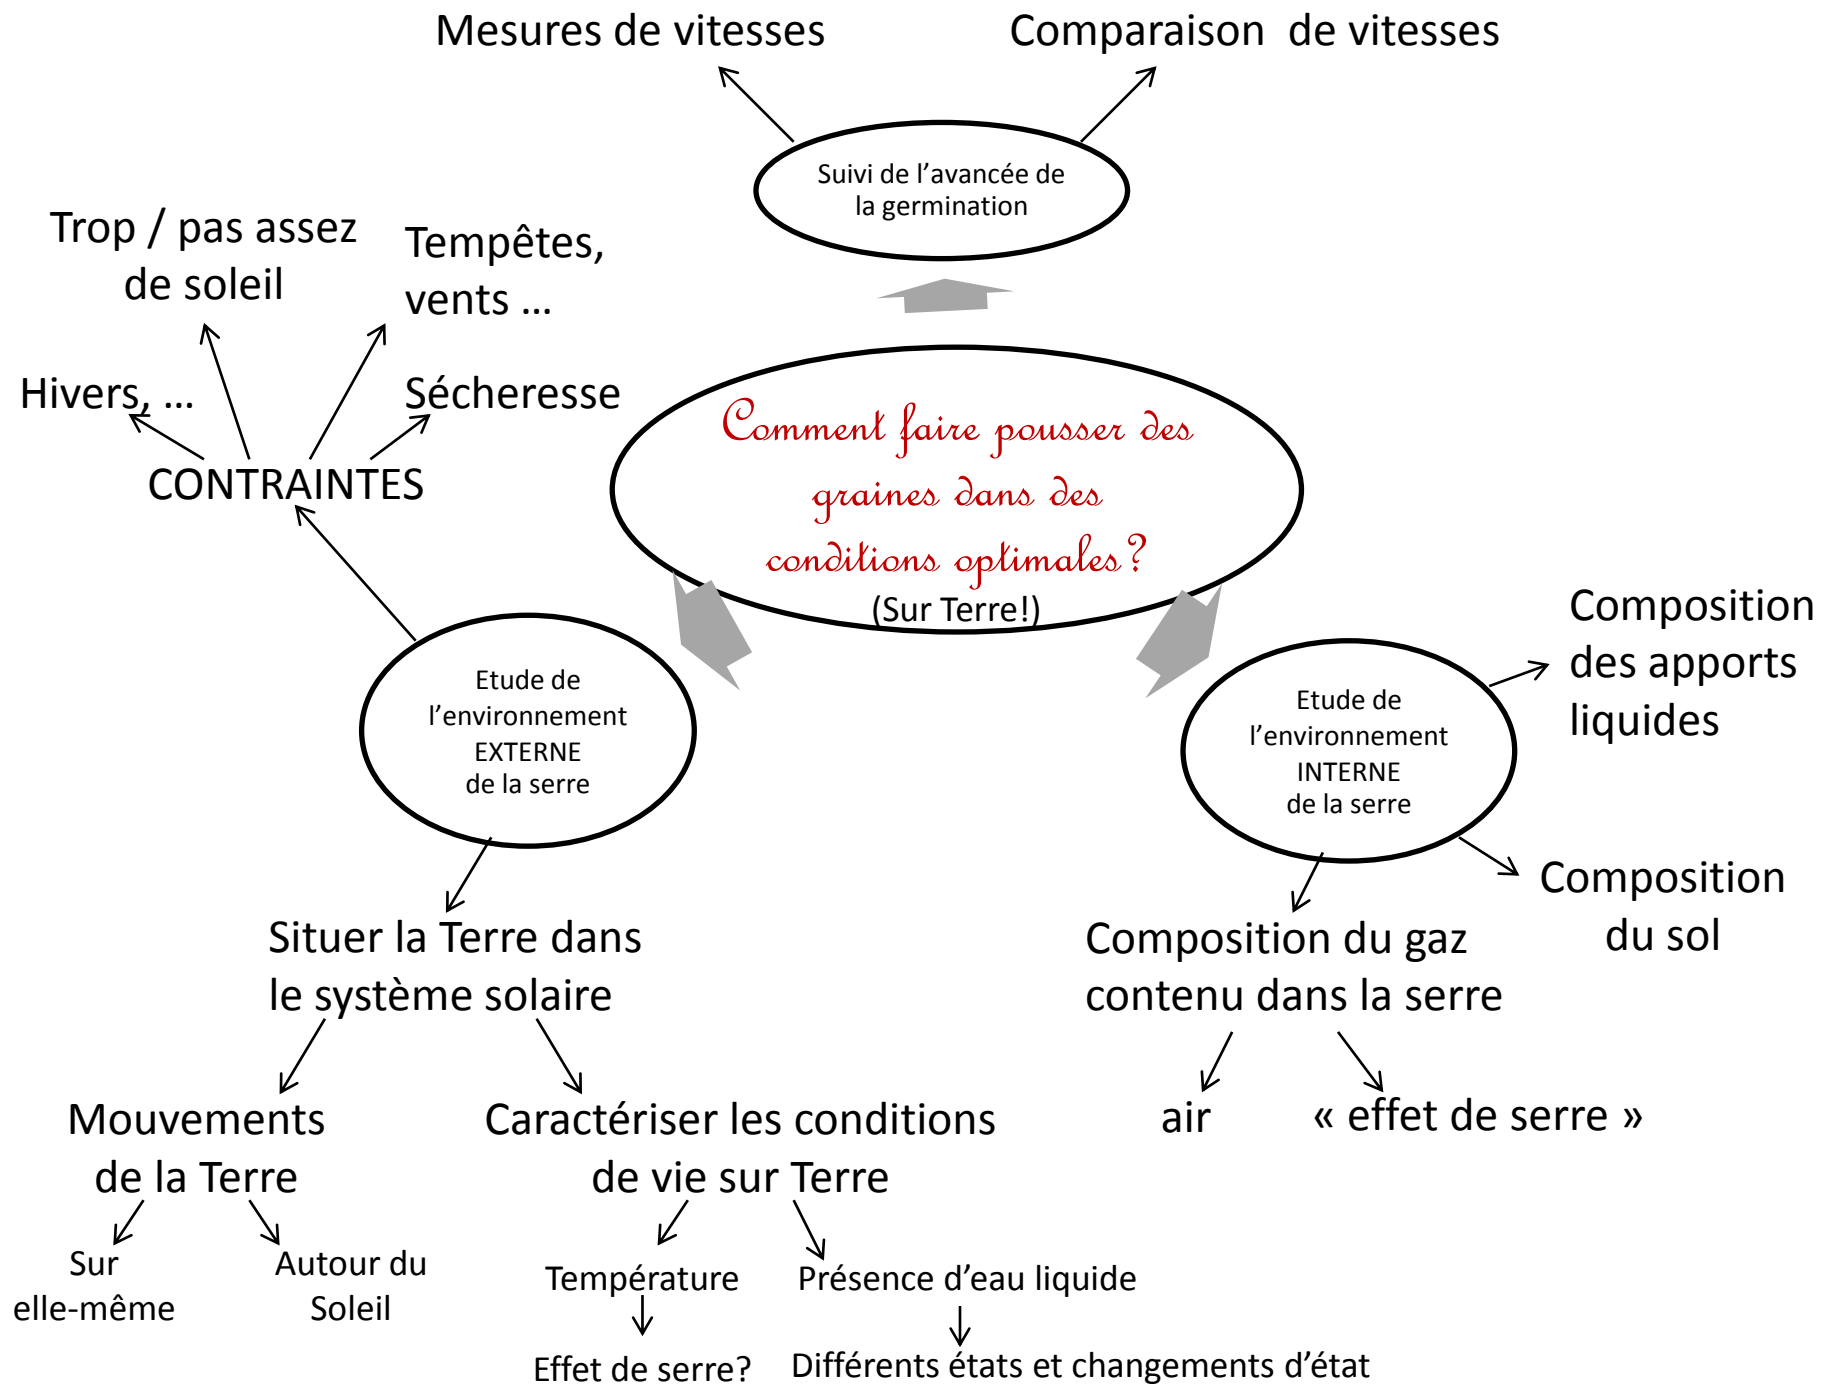 Mesures de vitesses
Comparaison de vitesses
Suivi de l’avancée de
la germination
Trop / pas assez
de soleil
Tempêtes,
vents ...
Hivers, ...
Sécheresse
CONTRAINTES
Comment faire pousser des
graines dans des
conditions optimales ?
(Sur Terre!)
Etude de
l’environnement
EXTERNE
de la serre
Etude de
l’environnement
INTERNE
de la serre
Composition
des apports
liquides
Composition
du sol
Situer la Terre dans
le système solaire
Composition du gaz
contenu dans la serre
Mouvements
de la Terre
Caractériser les conditions
de vie sur Terre
air
« effet de serre »
Sur
elle-même
Autour du
Soleil
Température
Présence d’eau liquide
Effet de serre?
Différents états et changements d’état